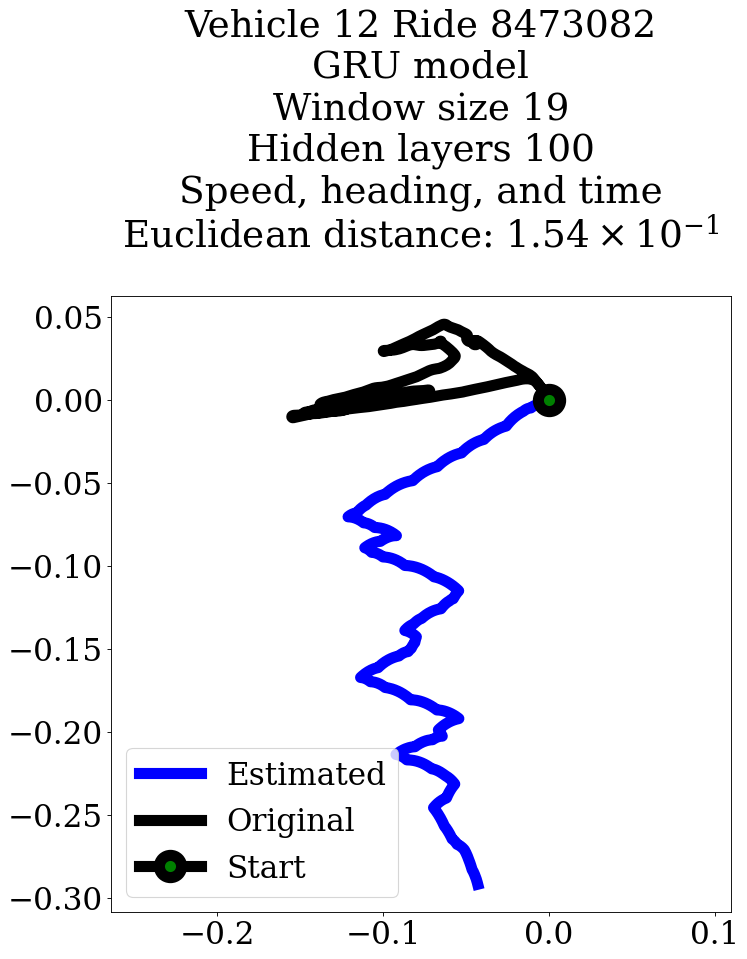 Vehicle 12 Ride 8473082
GRU model
Window size 19
Hidden layers 100
Speed, heading, and time
Euclidean distance: 1.54 × 10⁻¹
0.05
0.00
−0.05
−0.10
−0.15
−0.20
−0.25
−0.30
Estimated
Original
Start
−0.2
−0.1
0.0
0.1